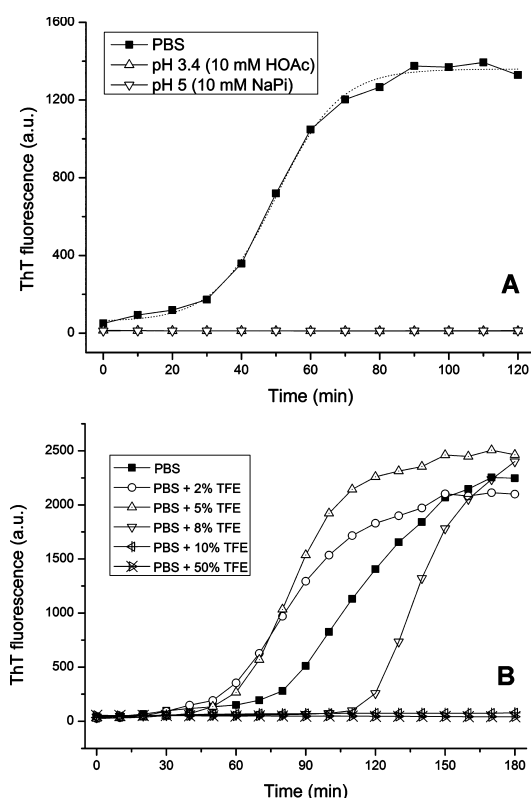 1600
1200
800
400
0
ThT fluorescence (a.u.)
PBS
pH 3.4 (10 mM HOAc)
pH 5 (10 mM NaPi)
A
0 20 40 60 80 100 120
Time (min)
2500
2000
1500
1000
500
0
ThT fluorescence (a.u.)
PBS
PBS + 2% TFE
PBS + 5% TFE
PBS + 8% TFE
PBS + 10% TFE
PBS + 50% TFE
B
0 30 60 90 120 150 180
Time (min)